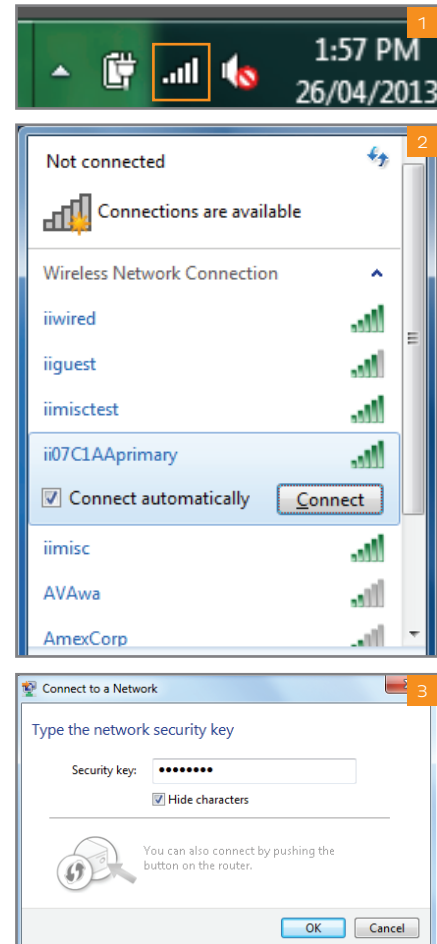 1
1:57 PM
26/04/2013
2
Not connected
Connections are available
Wireless Network Connection
iiwired
iiguest
iimisctest
ii07C1AAprimary
Connect automatically Connect
iimisc
AVAwa
AmexCorp
3
Connect to a Network
Type the network security key
Security key: ••••••••
Hide characters
You can also connect by pushing the
button on the router.
OK Cancel